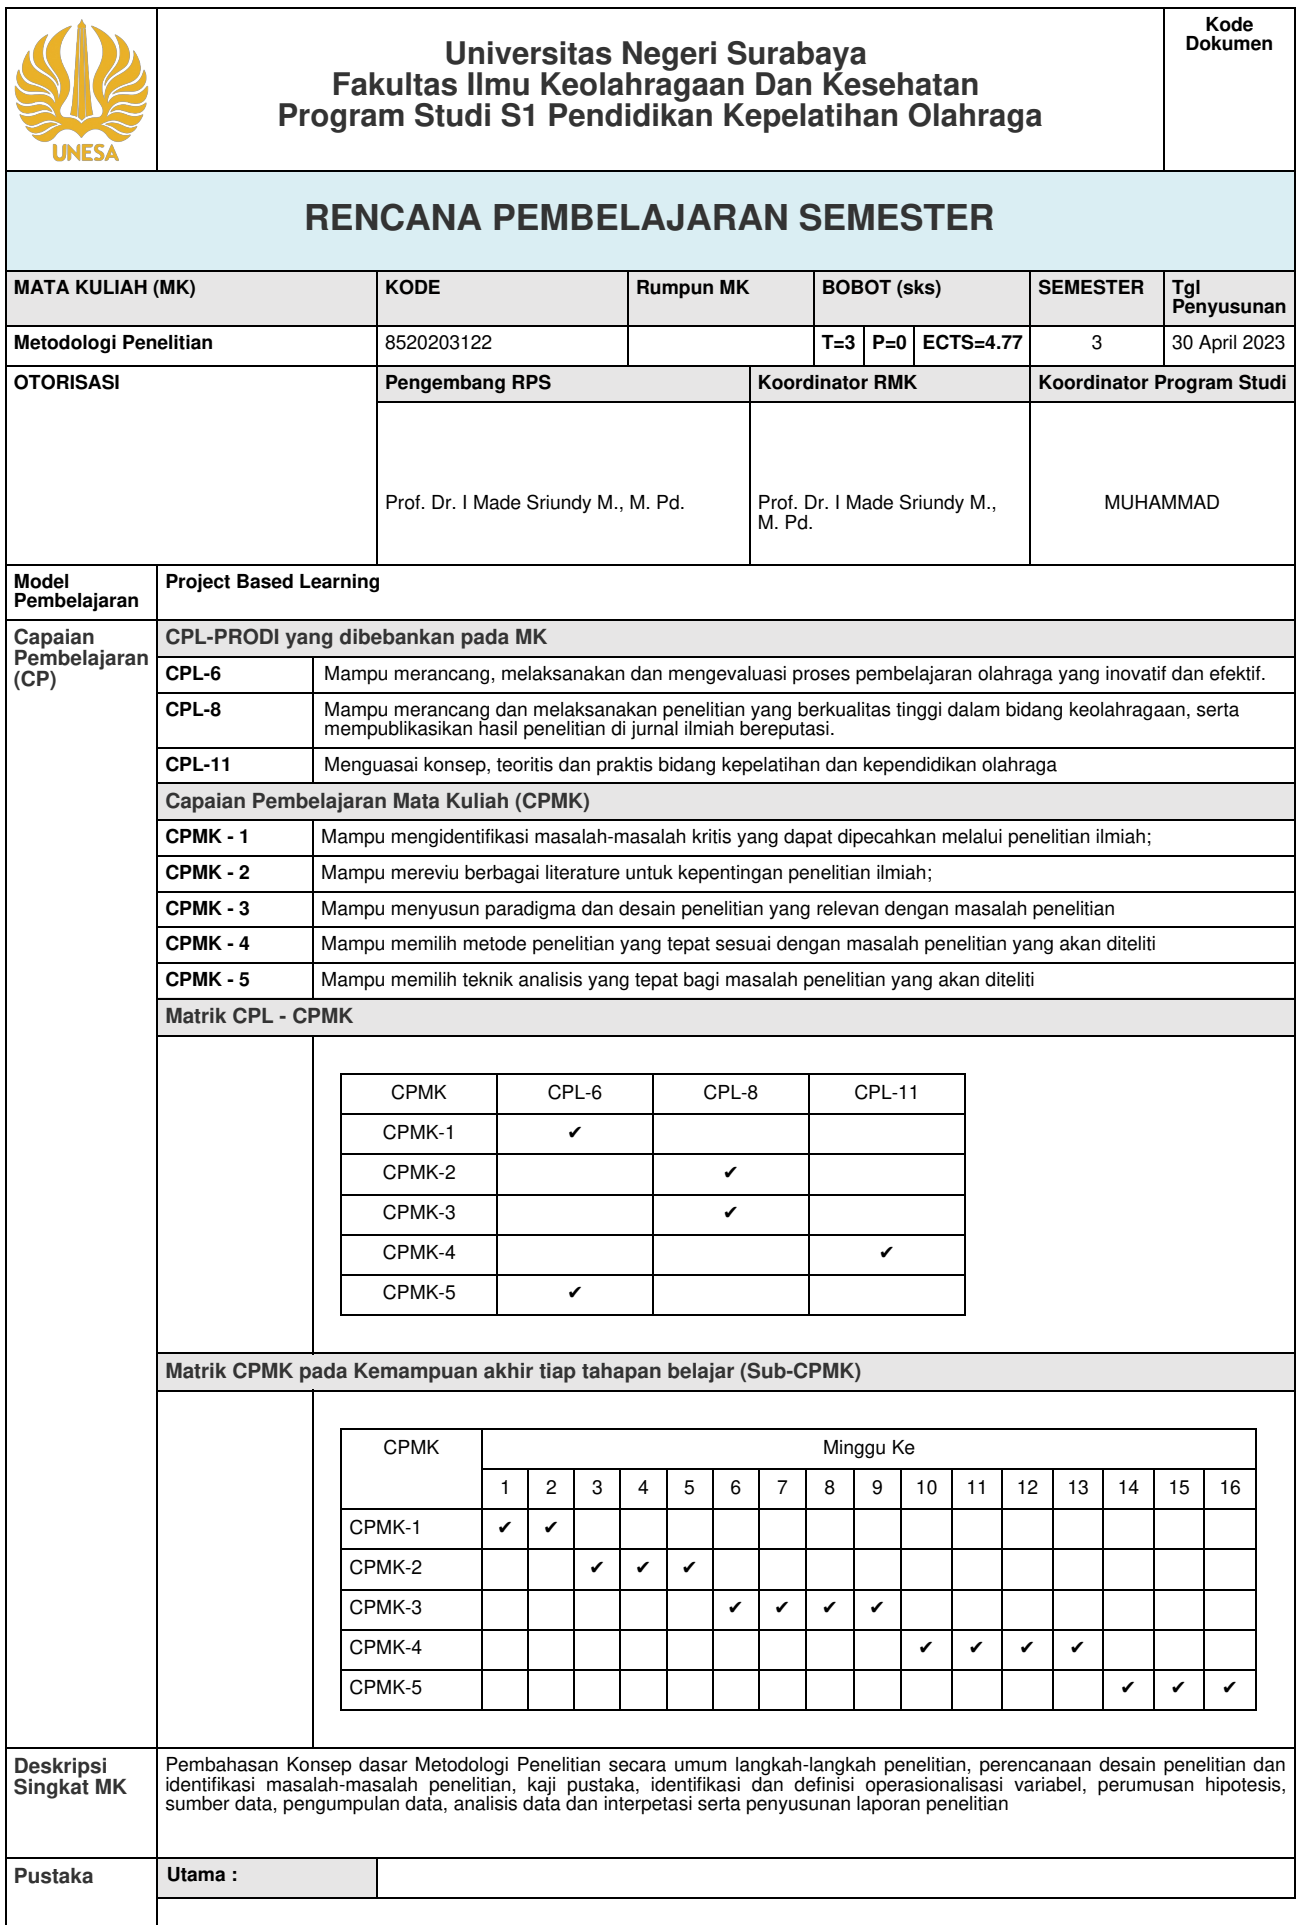 UNESA
Universitas Negeri Surabaya
Fakultas Ilmu Keolahragaan Dan Kesehatan
Program Studi S1 Pendidikan Kepelatihan Olahraga
Kode
Dokumen
RENCANA PEMBELAJARAN SEMESTER
MATA KULIAH (MK) KODE Rumpun MK BOBOT (sks) SEMESTER Tgl
Penyusunan
Metodologi Penelitian 8520203122 T=3 P=0 ECTS=4.77 3 30 April 2023
OTORISASI Pengembang RPS Koordinator RMK Koordinator Program Studi
Prof. Dr. I Made Sriundy M., M. Pd. Prof. Dr. I Made Sriundy M., MUHAMMAD
M. Pd.
Model
Pembelajaran
Project Based Learning
Capaian
Pembelajaran
(CP)
CPL-PRODI yang dibebankan pada MK
CPL-6 Mampu merancang, melaksanakan dan mengevaluasi proses pembelajaran olahraga yang inovatif dan efektif.
CPL-8 Mampu merancang dan melaksanakan penelitian yang berkualitas tinggi dalam bidang keolahragaan, serta
mempublikasikan hasil penelitian di jurnal ilmiah bereputasi.
CPL-11 Menguasai konsep, teoritis dan praktis bidang kepelatihan dan kependidikan olahraga
Capaian Pembelajaran Mata Kuliah (CPMK)
CPMK - 1 Mampu mengidentifikasi masalah-masalah kritis yang dapat dipecahkan melalui penelitian ilmiah;
CPMK - 2 Mampu mereviu berbagai literature untuk kepentingan penelitian ilmiah;
CPMK - 3 Mampu menyusun paradigma dan desain penelitian yang relevan dengan masalah penelitian
CPMK - 4 Mampu memilih metode penelitian yang tepat sesuai dengan masalah penelitian yang akan diteliti
CPMK - 5 Mampu memilih teknik analisis yang tepat bagi masalah penelitian yang akan diteliti
Matrik CPL - CPMK
CPMK CPL-6 CPL-8 CPL-11
CPMK-1 ✔
CPMK-2 ✔
CPMK-3 ✔
CPMK-4 ✔
CPMK-5 ✔
Matrik CPMK pada Kemampuan akhir tiap tahapan belajar (Sub-CPMK)
CPMK Minggu Ke
1 2 3 4 5 6 7 8 9 10 11 12 13 14 15 16
CPMK-1 ✔ ✔
CPMK-2 ✔ ✔ ✔
CPMK-3 ✔ ✔ ✔ ✔
CPMK-4 ✔ ✔ ✔ ✔
CPMK-5 ✔ ✔ ✔
Deskripsi
Singkat MK
Pembahasan Konsep dasar Metodologi Penelitian secara umum langkah-langkah penelitian, perencanaan desain penelitian dan
identifikasi masalah-masalah penelitian, kaji pustaka, identifikasi dan definisi operasionalisasi variabel, perumusan hipotesis,
sumber data, pengumpulan data, analisis data dan interpetasi serta penyusunan laporan penelitian
Pustaka Utama :